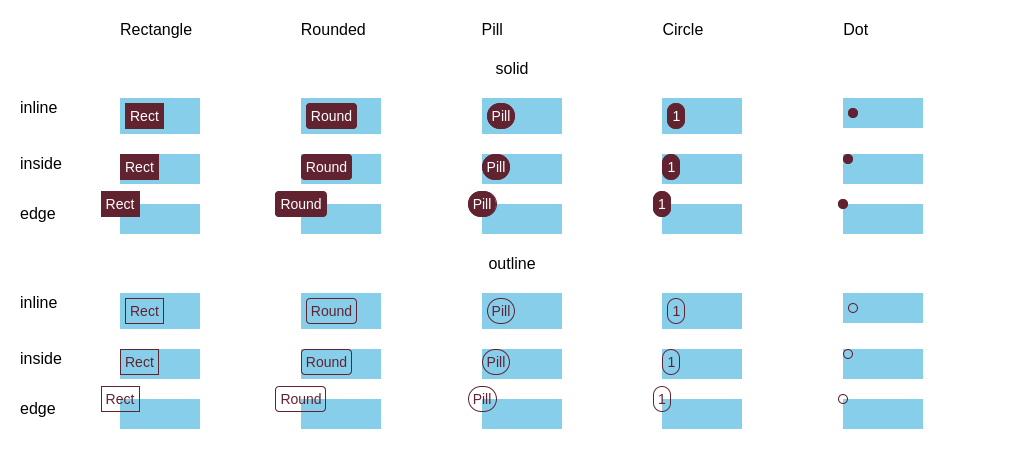 Rectangle Rounded Pill Circle Dot
solid
inline Rect Round Pill 1
inside Rect Round Pill 1
edge Rect Round Pill 1
outline
inline Rect Round Pill 1
inside Rect Round Pill 1
edge Rect Round Pill 1